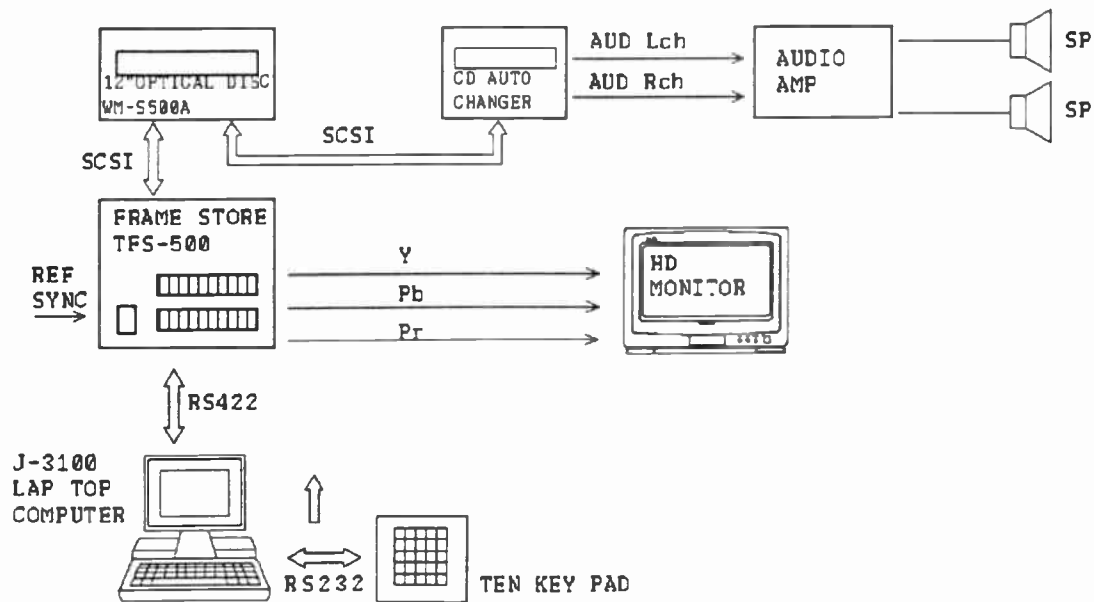 12"OPTICAL DISC
WM-S500A
CD AUTO
CHANGER
AUD Lch
AUD Rch
AUDIO
AMP
SP
SP
SCSI
SCSI
FRAME STORE
TFS-500
REF
SYNC
Y
Pb
Pr
HD
MONITOR
RS422
J-3100
LAP TOP
COMPUTER
RS232
TEN KEY PAD